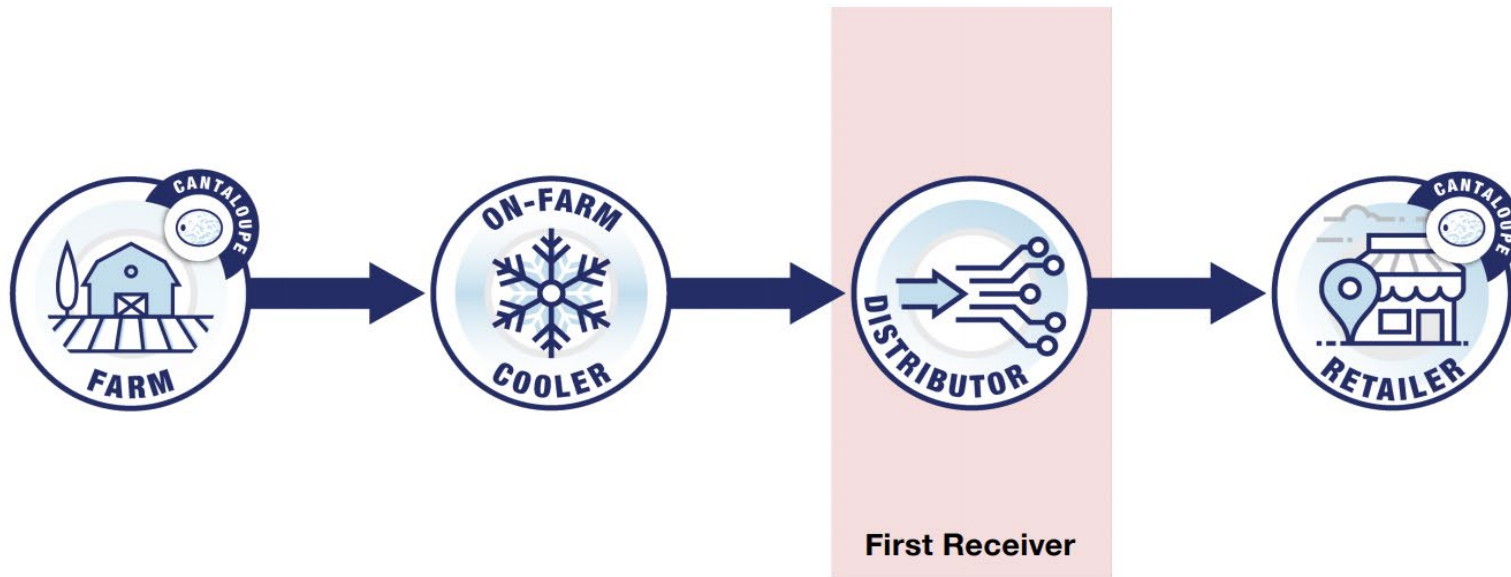 CANTALOUPE
FARM
ON-FARM
COOLER
DISTRIBUTOR
First Receiver
CANTALOUPE
RETAILER